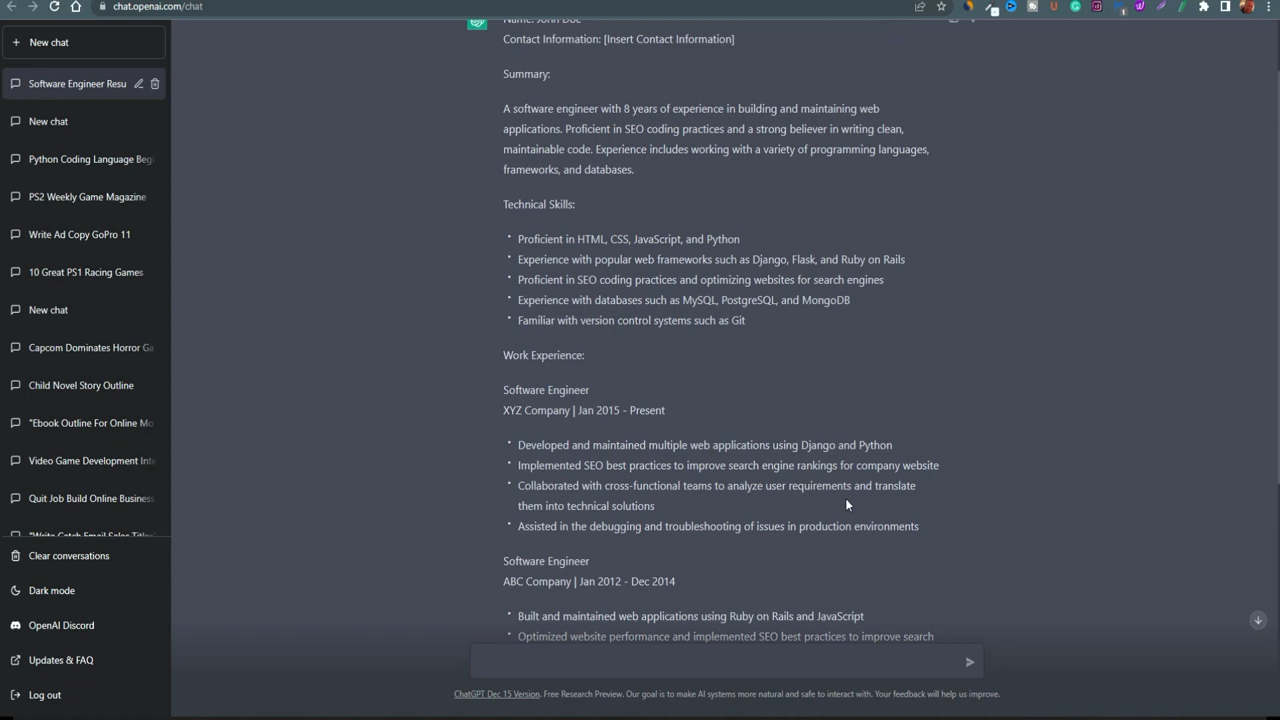 chat.openai.com/chat
New chat
Software Engineer Resu
New chat
Python Coding Language Beg
PS2 Weekly Game Magazine
Write Ad Copy GoPro 11
10 Great PS1 Racing Games
New chat
Capcom Dominates Horror Ga
Child Novel Story Outline
"Ebook Outline For Online Mo
Video Game Development Inte
Quit Job Build Online Business
"Write Catch Email Sales Titles
Clear conversations
Dark mode
OpenAI Discord
Updates & FAQ
Log out
Name: John Doe
Contact Information: [Insert Contact Information]
Summary:
A software engineer with 8 years of experience in building and maintaining web
applications. Proficient in SEO coding practices and a strong believer in writing clean,
maintainable code. Experience includes working with a variety of programming languages,
frameworks, and databases.
Technical Skills:
• Proficient in HTML, CSS, JavaScript, and Python
• Experience with popular web frameworks such as Django, Flask, and Ruby on Rails
• Proficient in SEO coding practices and optimizing websites for search engines
• Experience with databases such as MySQL, PostgreSQL, and MongoDB
• Familiar with version control systems such as Git
Work Experience:
Software Engineer
XYZ Company | Jan 2015 - Present
• Developed and maintained multiple web applications using Django and Python
• Implemented SEO best practices to improve search engine rankings for company website
• Collaborated with cross-functional teams to analyze user requirements and translate
them into technical solutions
• Assisted in the debugging and troubleshooting of issues in production environments
Software Engineer
ABC Company | Jan 2012 - Dec 2014
• Built and maintained web applications using Ruby on Rails and JavaScript
• Optimized website performance and implemented SEO best practices to improve search
ChatGPT Dec 15 Version. Free Research Preview. Our goal is to make AI systems more natural and safe to interact with. Your feedback will help us improve.